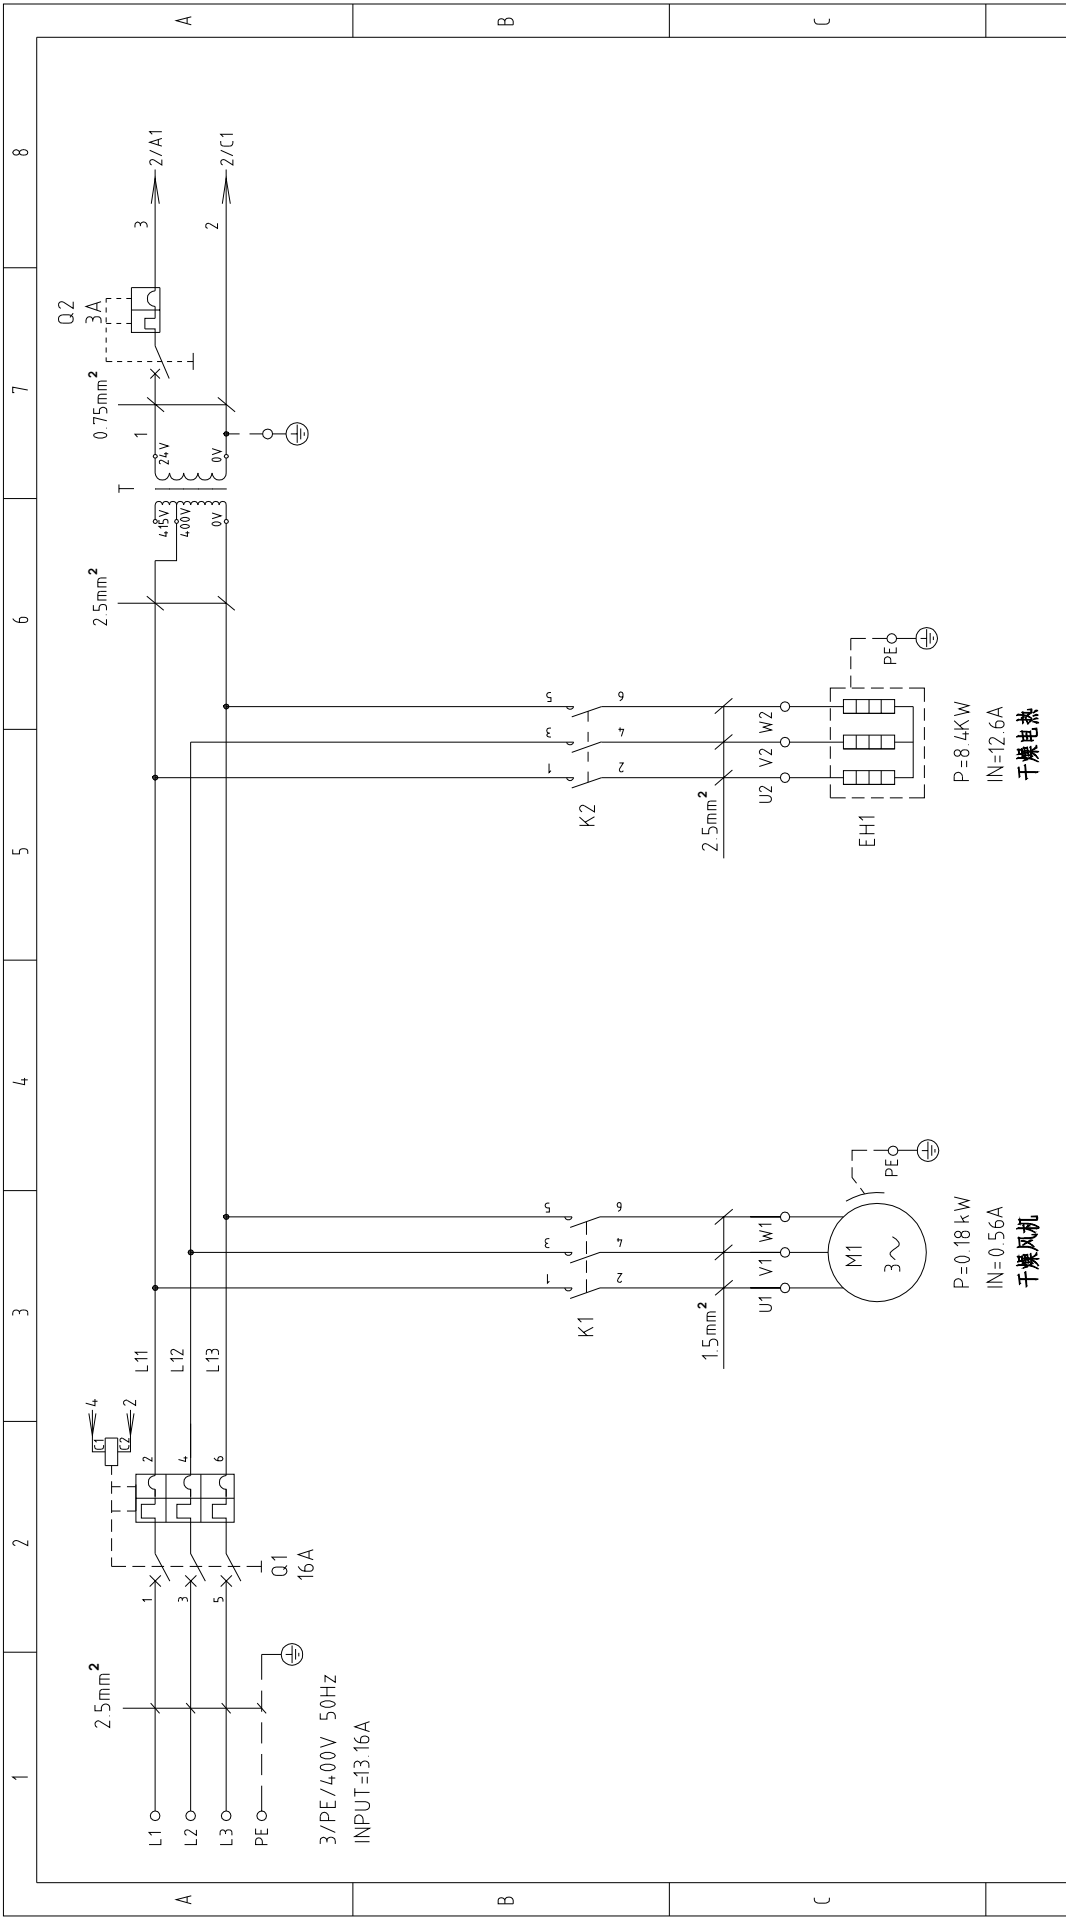 1
2
3
4
5
6
7
8
A
A
B
B
C
C
L1
L2
L3
PE
2.5mm²
3/PE/400V 50Hz
INPUT=13.16A
1
3
5
Q1
16A
2
4
6
C1
C2
4
2
L11
L12
L13
1
3
5
2
4
6
K1
1.5mm²
U1
V1
W1
M1
3~
PE
P=0.18kW
IN=0.56A
干燥风机
1
3
5
2
4
6
K2
2.5mm²
U2
V2
W2
EH1
PE
P=8.4KW
IN=12.6A
干燥电热
2.5mm²
T
415V
400V
0V
24V
0V
1
0.75mm²
Q2
3A
3
2/A1
2
2/C1